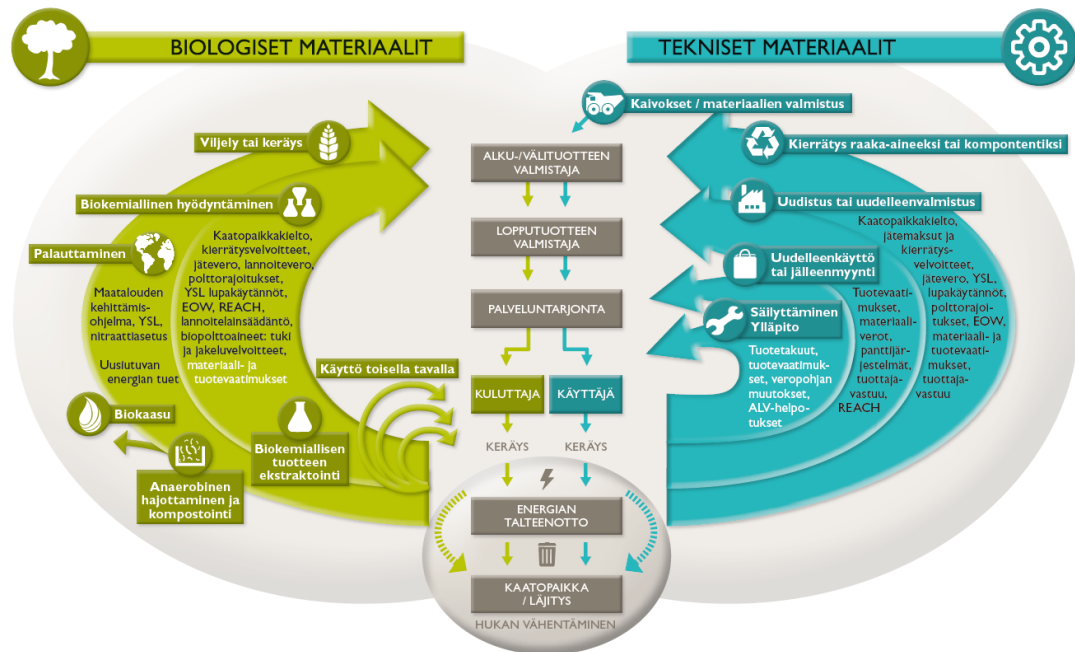 BIOLOGISET MATERIAALIT
TEKNISET MATERIAALIT
Kaivokset / materiaalien valmistus
Viljely tai keräys
Biokemiallinen hyödyntäminen
Palauttaminen
Kaatopaikkakielto,
kierrätysvelvoitteet,
jätevero, lannoitevero,
polttorajoitukset,
YSL lupakäytännöt,
EOW, REACH,
lannoitelainsäädäntö,
biopolttoaineet: tuki
ja jakeluvelvoitteet,
materiaali- ja
tuotevaatimukset
Maatalouden
kehittämis-
ohjelma, YSL,
nitraattiasetus
Uusiutuvan
energian tuet
Biokaasu
Anaerobinen
hajottaminen ja
kompostointi
Biokemiallisen
tuotteen
ekstraktointi
Käyttö toisella tavalla
ALKU-/VÄLITUOTTEEN
VALMISTAJA
LOPPUTUOTTEEN
VALMISTAJA
PALVELUNTARJONTA
KULUTTAJA
KÄYTTÄJÄ
KERÄYS
KERÄYS
ENERGIAN
TALTEENOTTO
KAATOPAIKKA
/ LÄJITYS
HUKAN VÄHENTÄMINEN
Kierrätys raaka-aineeksi tai kompontentiksi
Uudistus tai uudelleenvalmistus
Uudelleenkäyttö
tai jälleenmyynti
Säilyttäminen
Ylläpito
Tuotetakuut,
tuotevaatimuk-
set, veropohjan
muutokset,
ALV-helpo-
tukset
Tuotevaati-
mukset,
materiaali-
verot,
panttijär-
jestelmät,
tuottaja-
vastuu,
REACH
Kaatopaikkakielto,
jätemaksut ja
kierrätys-
velvoitteet,
jätevero, YSL,
lupakäytännöt,
polttorajoi-
tukset, EOW,
materiaali- ja
tuotevaati-
mukset,
tuottaja-
vastuu